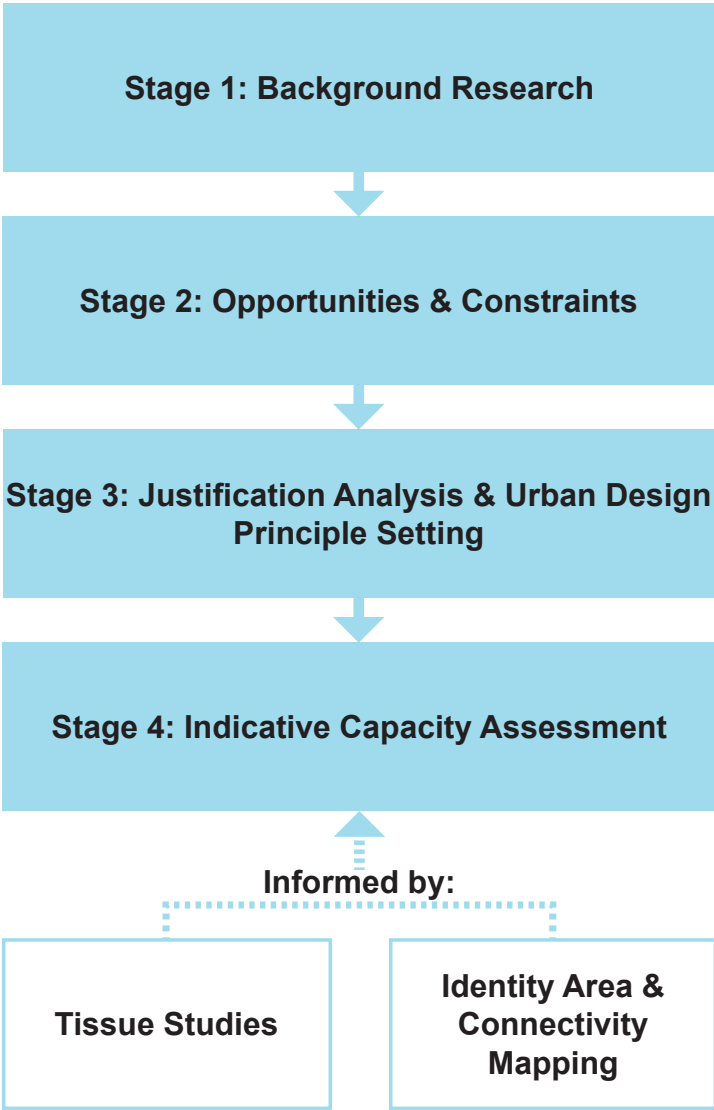 Stage 1: Background Research
Stage 2: Opportunities & Constraints
Stage 3: Justification Analysis & Urban Design
Principle Setting
Stage 4: Indicative Capacity Assessment
Informed by:
Tissue Studies
Identity Area &
Connectivity
Mapping